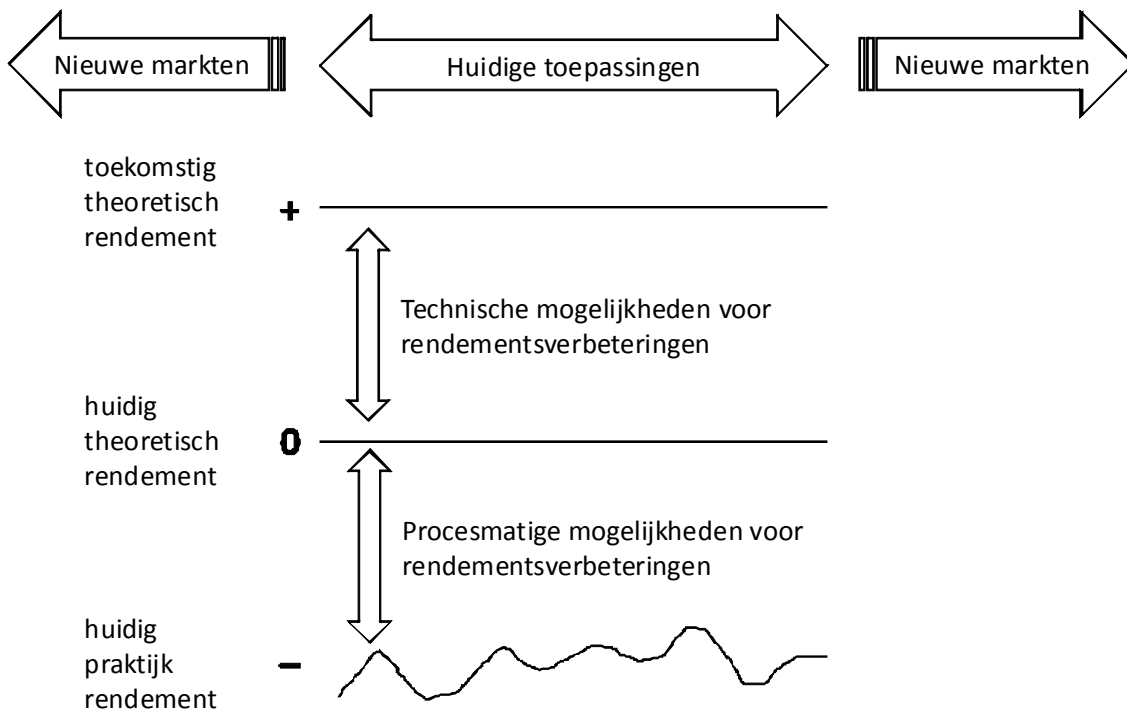 Nieuwe markten
Huidige toepassingen
Nieuwe markten
toekomstig
theoretisch
rendement
+
Technische mogelijkheden voor
rendementsverbeteringen
huidig
theoretisch
rendement
0
Procesmatige mogelijkheden voor
rendementsverbeteringen
huidig
praktijk
rendement
–